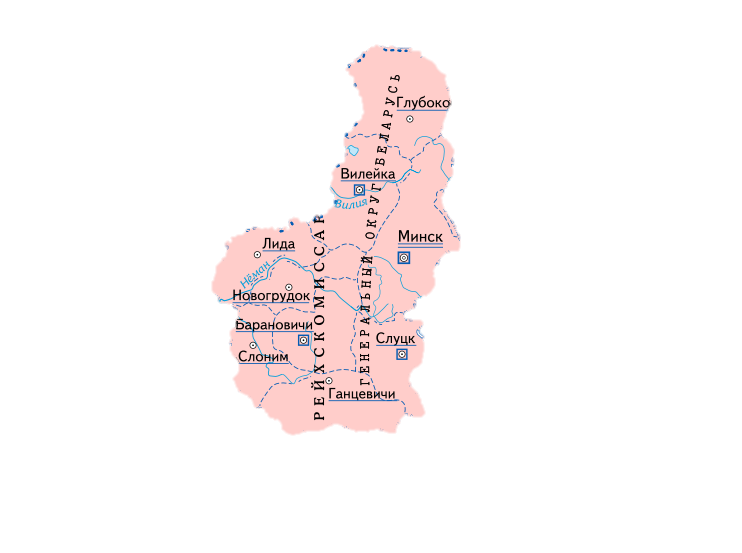 Глубоко
Вилейка
Вилия
Минск
Лида
Нёман
Новогрудок
Барановичи
Слуцк
Слоним
Ганцевичи
РЕЙХСКОМИССАР
ГЕНЕРАЛЬНЫЙ ОКРУГ БЕЛАРУСЬ